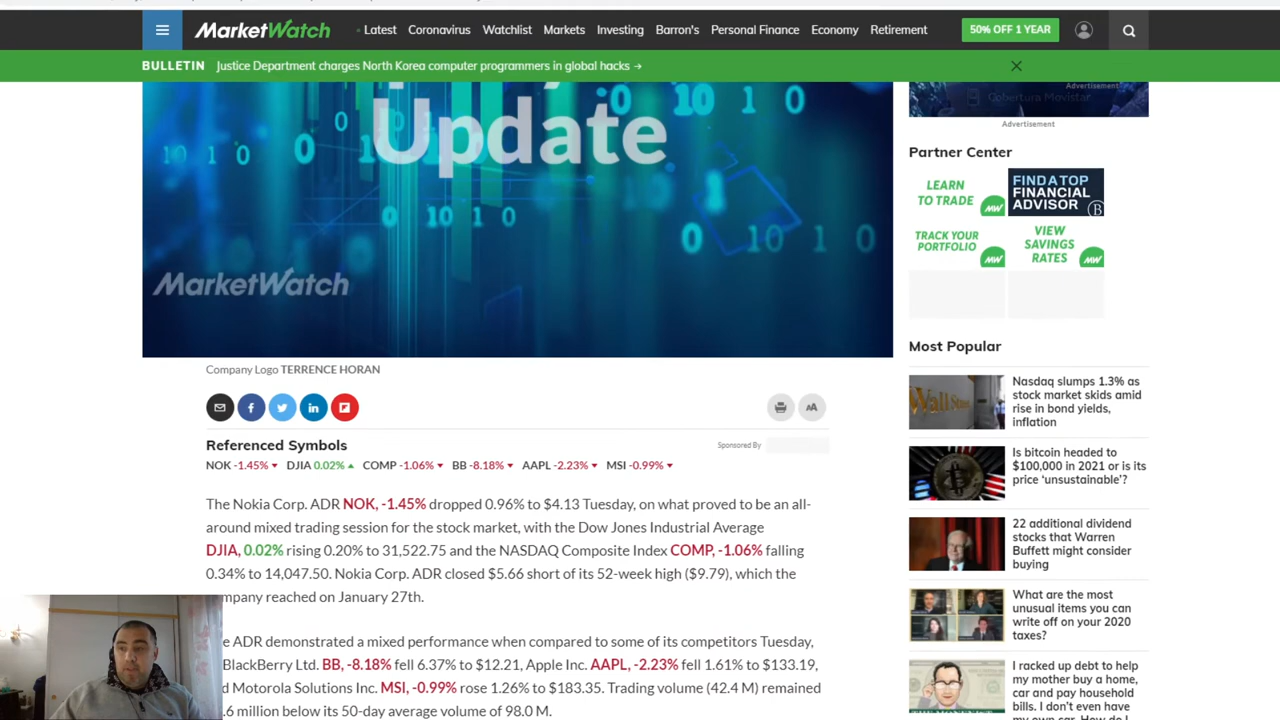 MarketWatch
Latest Coronavirus Watchlist Markets Investing Barron's Personal Finance Economy Retirement
50% OFF 1 YEAR
BULLETIN Justice Department charges North Korea computer programmers in global hacks →
Update
MarketWatch
Company Logo TERRENCE HORAN
Referenced Symbols
Sponsored By
NOK -1.45% DJIA 0.02% COMP -1.06% BB -8.18% AAPL -2.23% MSI -0.99%
The Nokia Corp. ADR NOK, -1.45% dropped 0.96% to $4.13 Tuesday, on what proved to be an all-
around mixed trading session for the stock market, with the Dow Jones Industrial Average
DJIA, 0.02% rising 0.20% to 31,522.75 and the NASDAQ Composite Index COMP, -1.06% falling
0.34% to 14,047.50. Nokia Corp. ADR closed $5.66 short of its 52-week high ($9.79), which the
mpany reached on January 27th.
e ADR demonstrated a mixed performance when compared to some of its competitors Tuesday,
BlackBerry Ltd. BB, -8.18% fell 6.37% to $12.21, Apple Inc. AAPL, -2.23% fell 1.61% to $133.19,
d Motorola Solutions Inc. MSI, -0.99% rose 1.26% to $183.35. Trading volume (42.4 M) remained
.6 million below its 50-day average volume of 98.0 M.
Advertisement
Cobertura Movistar
Advertisement
Partner Center
LEARN
TO TRADE
MW
FIND A TOP
FINANCIAL
ADVISOR
B
TRACK YOUR
PORTFOLIO
MW
VIEW
SAVINGS
RATES
MW
Most Popular
Nasdaq slumps 1.3% as
stock market skids amid
rise in bond yields,
inflation
Is bitcoin headed to
$100,000 in 2021 or is its
price ‘unsustainable’?
22 additional dividend
stocks that Warren
Buffett might consider
buying
What are the most
unusual items you can
write off on your 2020
taxes?
I racked up debt to help
my mother buy a home,
car and pay household
bills. I don't even have
my own car. How do I